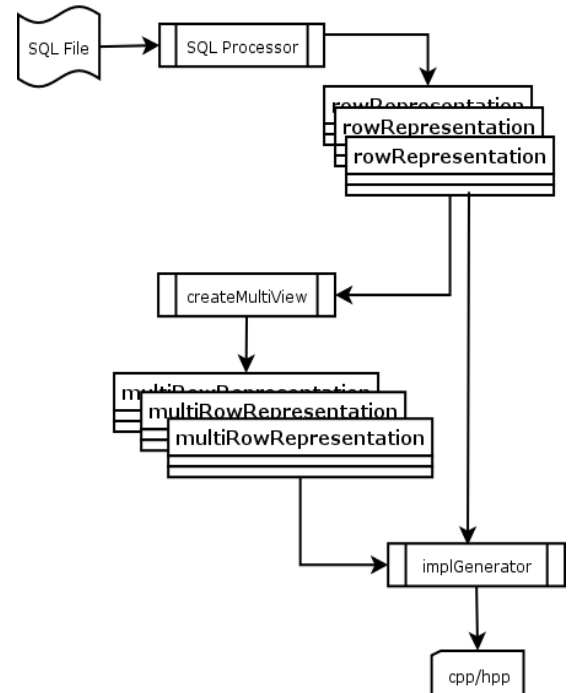 SQL File
SQL Processor
rowRepresentation
rowRepresentation
rowRepresentation
createMultiView
multiRowRepresentation
multiRowRepresentation
multiRowRepresentation
implGenerator
cpp/hpp